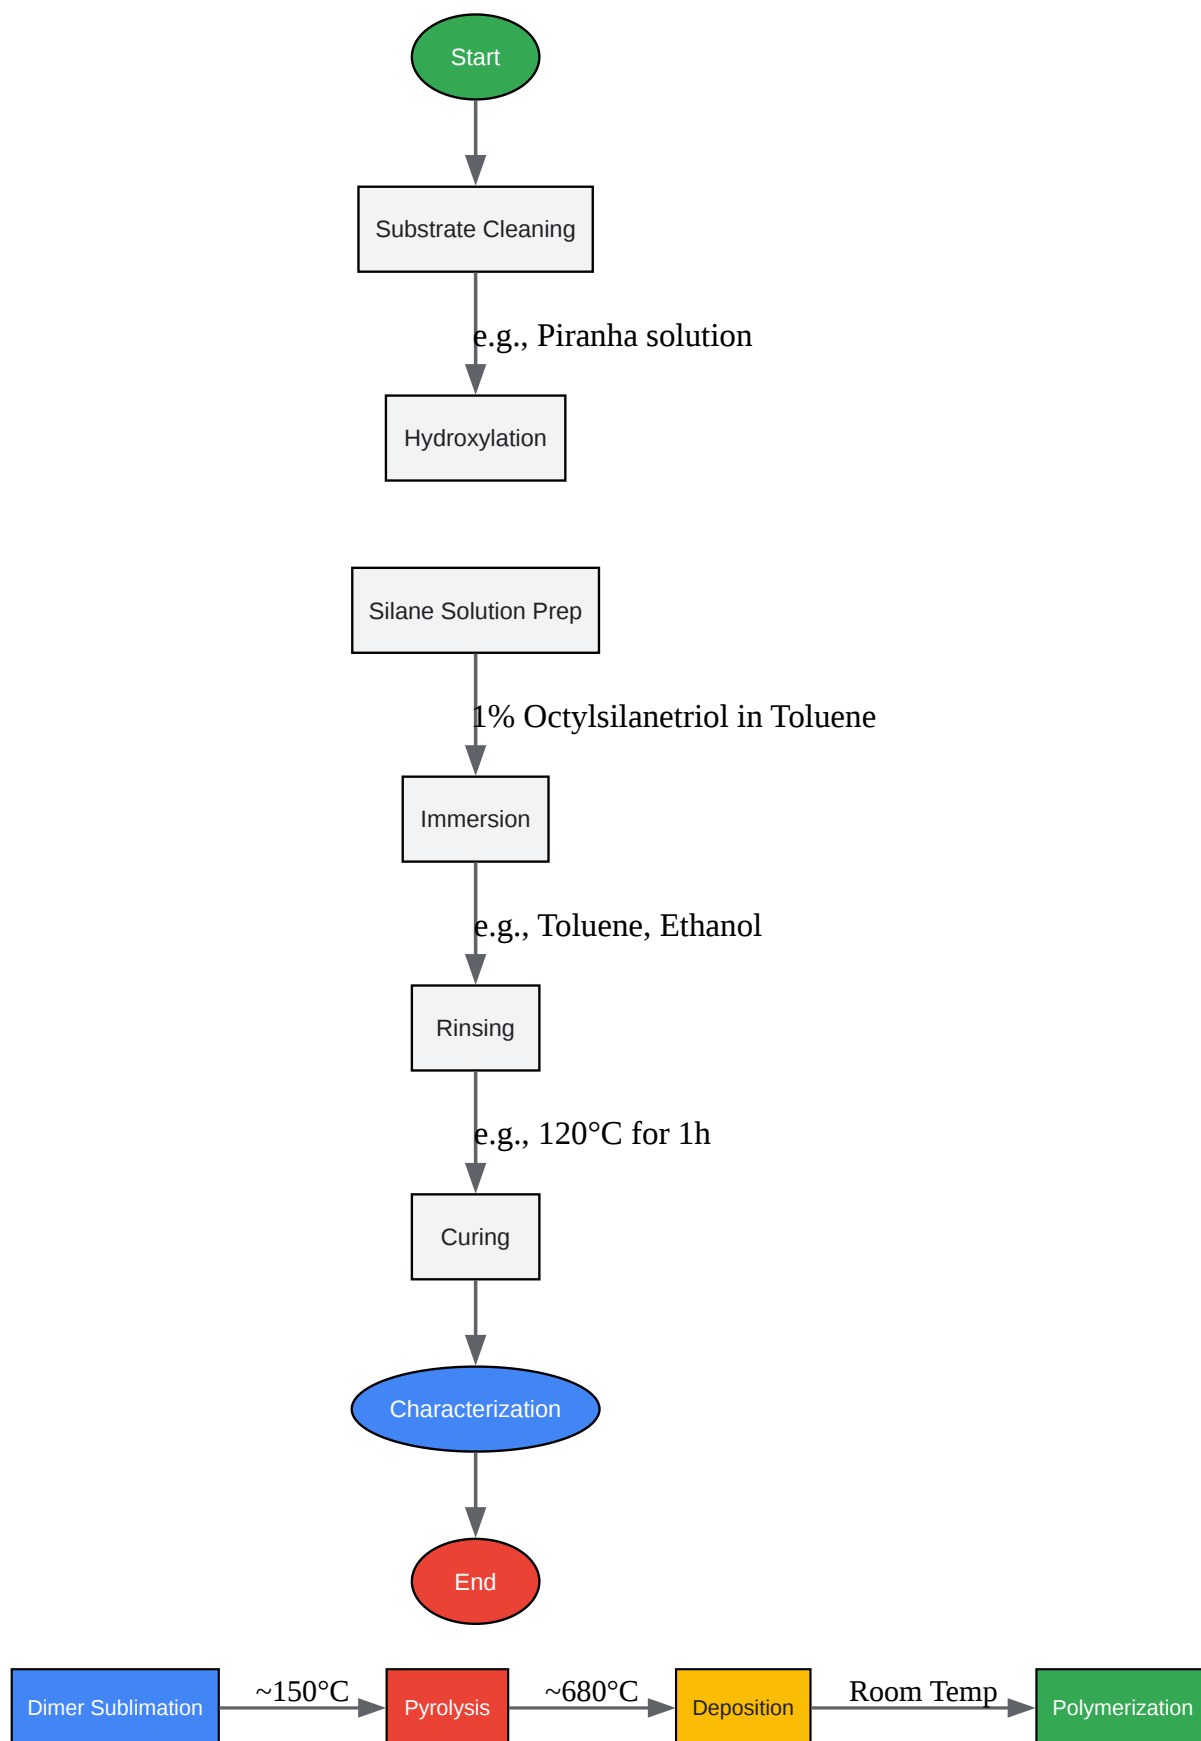 Start
Substrate Cleaning
e.g., Piranha solution
Hydroxylation
Silane Solution Prep
1% Octylsilanetriol in Toluene
Immersion
e.g., Toluene, Ethanol
Rinsing
e.g., 120°C for 1h
Curing
Characterization
End
Dimer Sublimation
~150°C
Pyrolysis
~680°C
Deposition
Room Temp
Polymerization